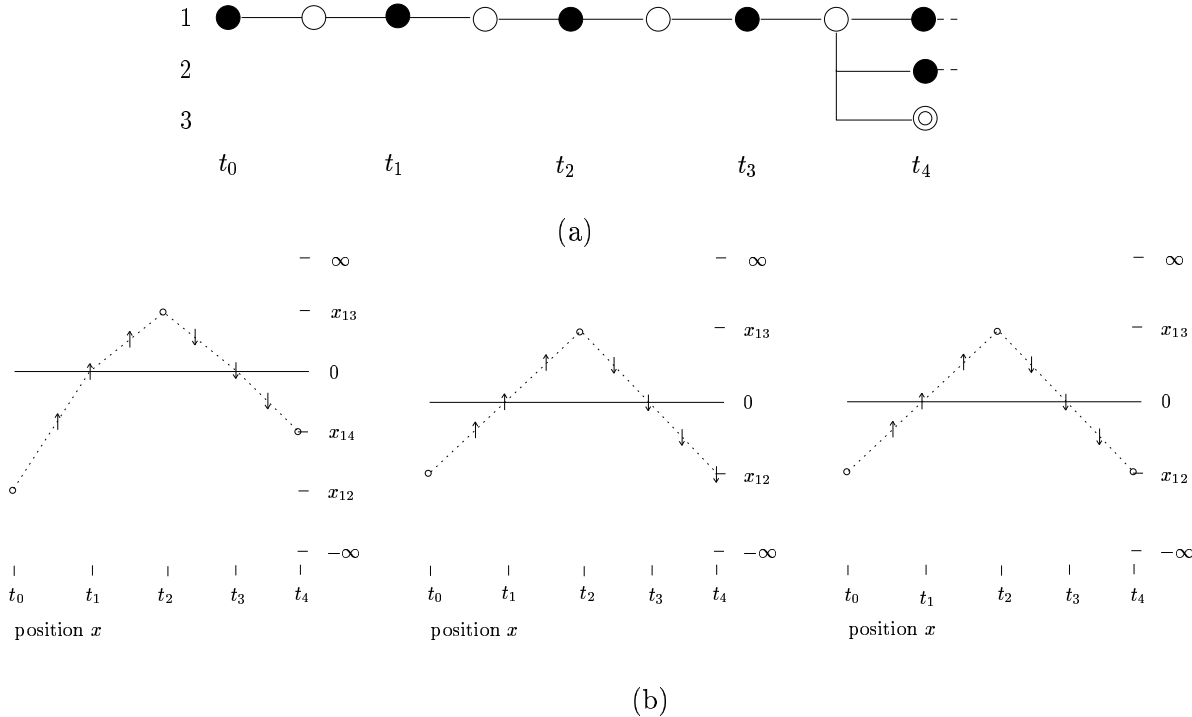 1
2
3
t₀ t₁ t₂ t₃ t₄
(a)
∞ ∞ ∞
x₁₃ x₁₃ x₁₃
0 0 0
x₁₄
x₁₂ x₁₂ x₁₂
−∞ −∞ −∞
t₀ t₁ t₂ t₃ t₄ t₀ t₁ t₂ t₃ t₄ t₀ t₁ t₂ t₃ t₄
position x position x position x
(b)